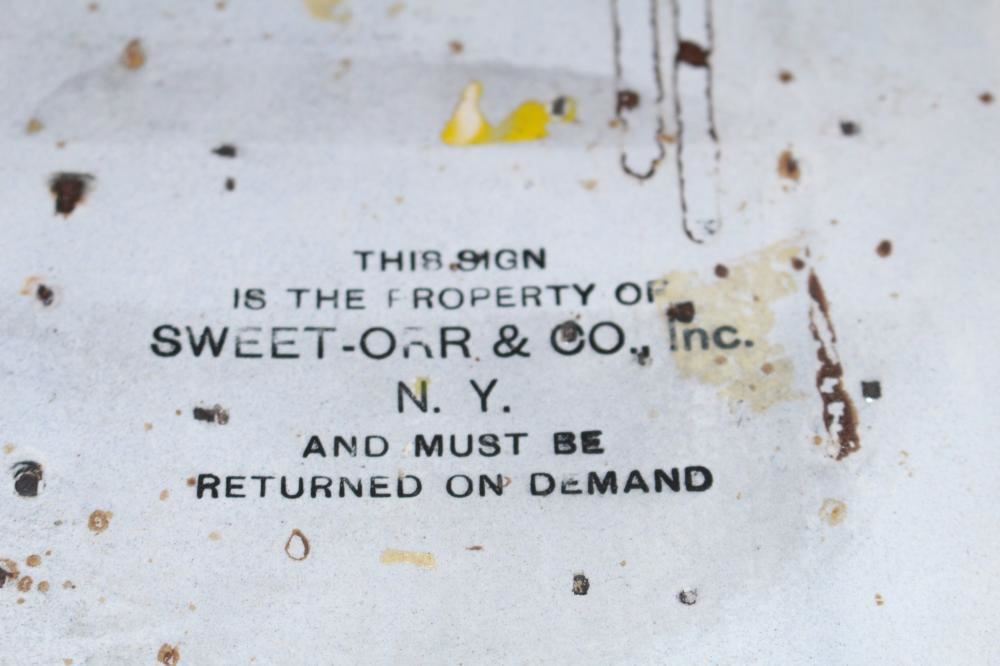 THIS SIGN
IS THE PROPERTY OF
SWEET-ORR & CO., Inc.
N. Y.
AND MUST BE
RETURNED ON DEMAND